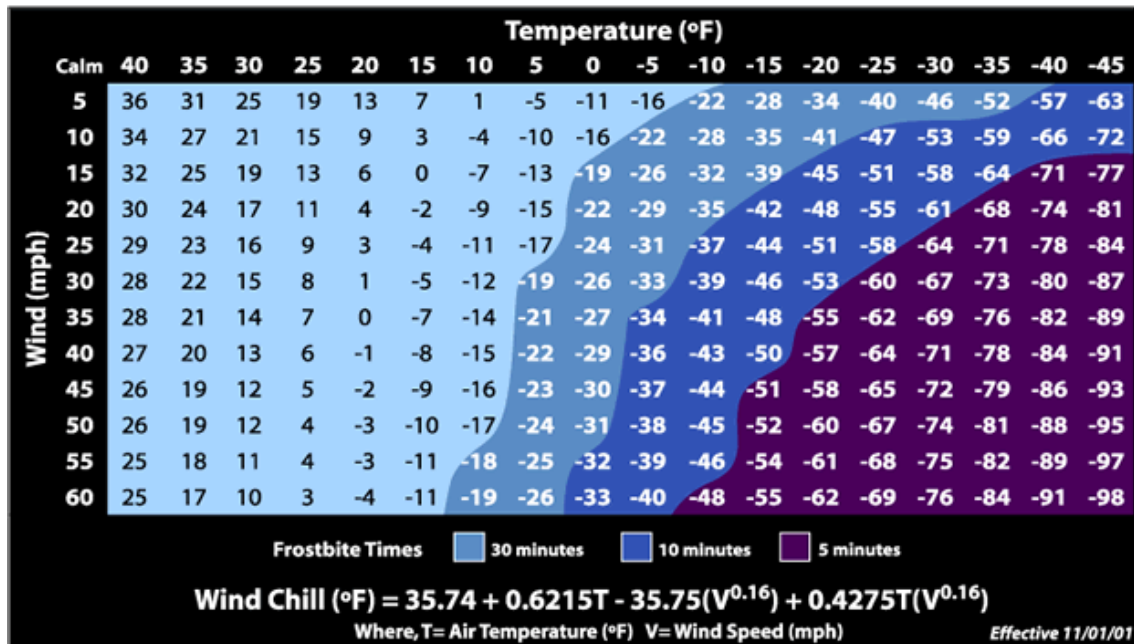 Temperature (ºF)
Calm 40 35 30 25 20 15 10 5 0 -5 -10 -15 -20 -25 -30 -35 -40 -45
Wind (mph)
5 36 31 25 19 13 7 1 -5 -11 -16 -22 -28 -34 -40 -46 -52 -57 -63
10 34 27 21 15 9 3 -4 -10 -16 -22 -28 -35 -41 -47 -53 -59 -66 -72
15 32 25 19 13 6 0 -7 -13 -19 -26 -32 -39 -45 -51 -58 -64 -71 -77
20 30 24 17 11 4 -2 -9 -15 -22 -29 -35 -42 -48 -55 -61 -68 -74 -81
25 29 23 16 9 3 -4 -11 -17 -24 -31 -37 -44 -51 -58 -64 -71 -78 -84
30 28 22 15 8 1 -5 -12 -19 -26 -33 -39 -46 -53 -60 -67 -73 -80 -87
35 28 21 14 7 0 -7 -14 -21 -27 -34 -41 -48 -55 -62 -69 -76 -82 -89
40 27 20 13 6 -1 -8 -15 -22 -29 -36 -43 -50 -57 -64 -71 -78 -84 -91
45 26 19 12 5 -2 -9 -16 -23 -30 -37 -44 -51 -58 -65 -72 -79 -86 -93
50 26 19 12 4 -3 -10 -17 -24 -31 -38 -45 -52 -60 -67 -74 -81 -88 -95
55 25 18 11 4 -3 -11 -18 -25 -32 -39 -46 -54 -61 -68 -75 -82 -89 -97
60 25 17 10 3 -4 -11 -19 -26 -33 -40 -48 -55 -62 -69 -76 -84 -91 -98
Frostbite Times 30 minutes 10 minutes 5 minutes
Wind Chill (ºF) = 35.74 + 0.6215T - 35.75(V^0.16) + 0.4275T(V^0.16)
Where, T= Air Temperature (ºF) V= Wind Speed (mph) Effective 11/01/01